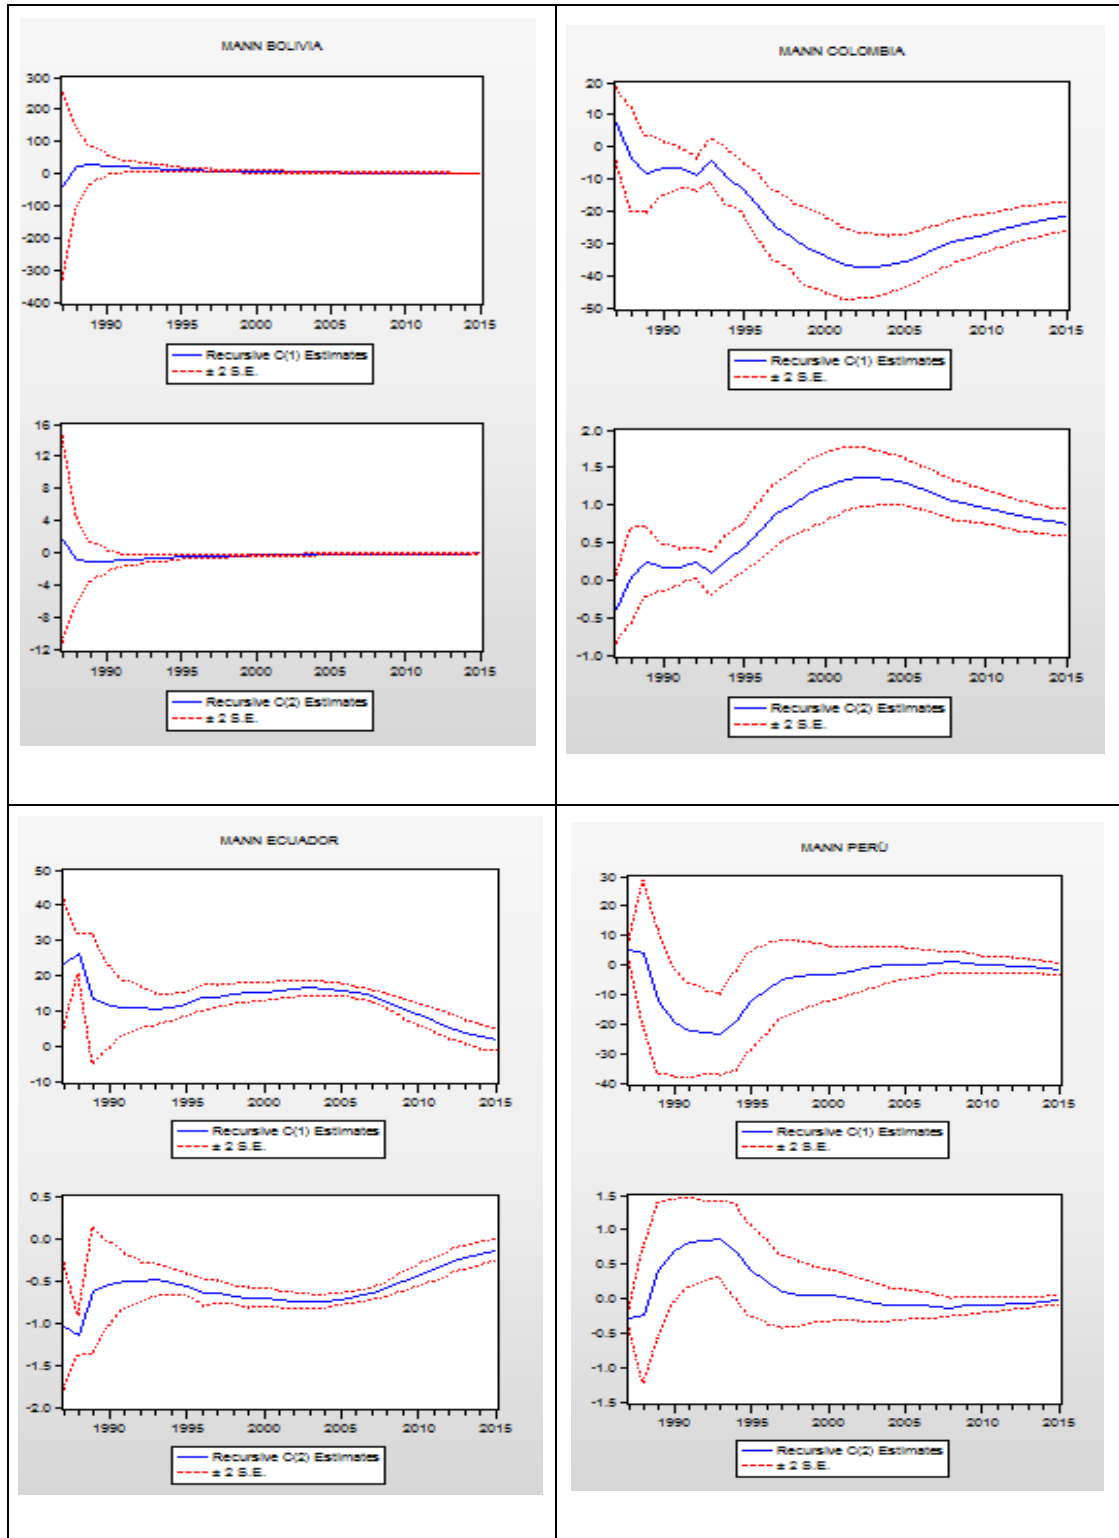 MANN BOLIVIA
300
200
100
0
-100
-200
-300
-400
1990 1995 2000 2005 2010 2015
Recursive C(1) Estimates
± 2 S.E.
16
12
8
4
0
-4
-8
-12
1990 1995 2000 2005 2010 2015
Recursive C(2) Estimates
± 2 S.E.
MANN COLOMBIA
20
10
0
-10
-20
-30
-40
-50
1990 1995 2000 2005 2010 2015
Recursive C(1) Estimates
± 2 S.E.
2.0
1.5
1.0
0.5
0.0
-0.5
-1.0
1990 1995 2000 2005 2010 2015
Recursive C(2) Estimates
± 2 S.E.
MANN ECUADOR
50
40
30
20
10
0
-10
1990 1995 2000 2005 2010 2015
Recursive C(1) Estimates
± 2 S.E.
0.5
0.0
-0.5
-1.0
-1.5
-2.0
1990 1995 2000 2005 2010 2015
Recursive C(2) Estimates
± 2 S.E.
MANN PERÚ
30
20
10
0
-10
-20
-30
-40
1990 1995 2000 2005 2010 2015
Recursive C(1) Estimates
± 2 S.E.
1.5
1.0
0.5
0.0
-0.5
-1.0
-1.5
1990 1995 2000 2005 2010 2015
Recursive C(2) Estimates
± 2 S.E.